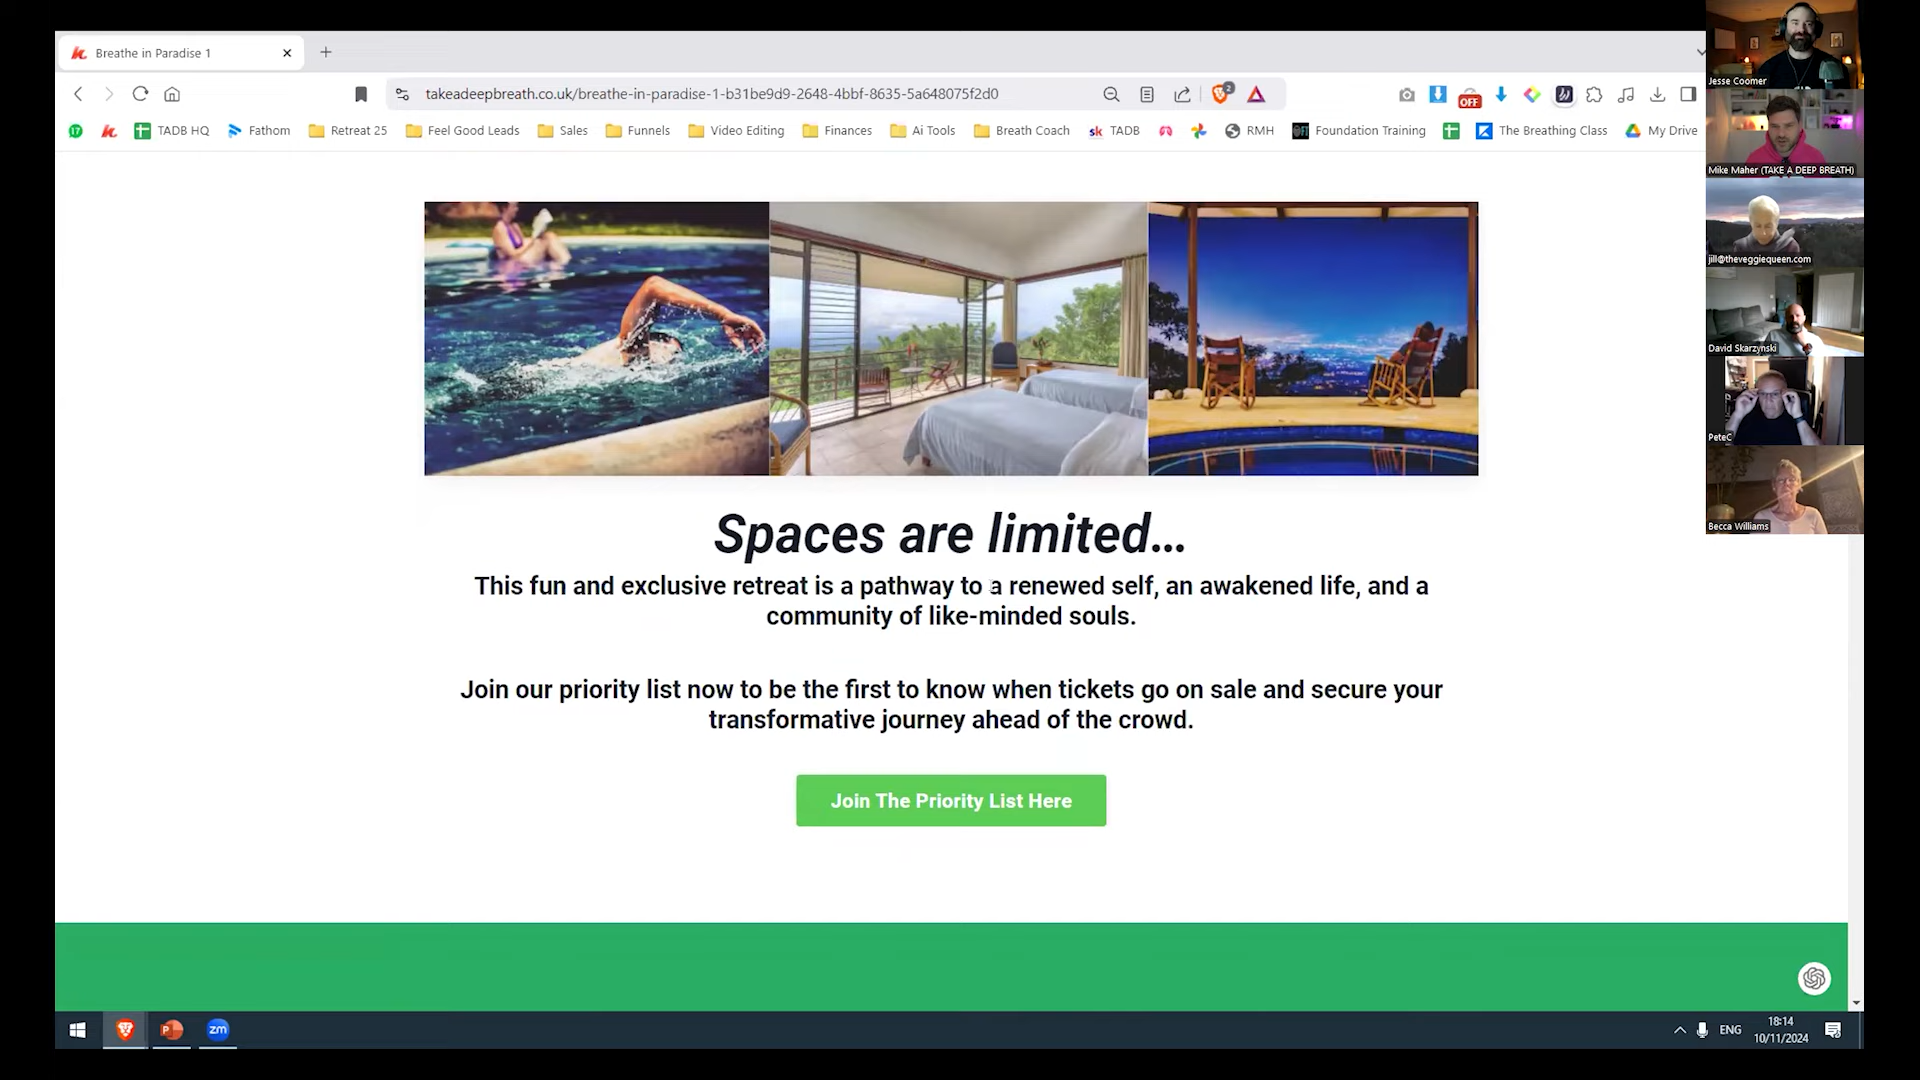 Breathe in Paradise 1
takeadeepbreath.co.uk/breathe-in-paradise-1-b31be9d9-2648-4bbf-8635-5a648075f2d0
2
OFF
17
TADB HQ
Fathom
Retreat 25
Feel Good Leads
Sales
Funnels
Video Editing
Finances
Ai Tools
Breath Coach
sk TADB
RMH
Foundation Training
The Breathing Class
My Drive
Jesse Coomer
Mike Maher (TAKE A DEEP BREATH)
jill@theveggiequeen.com
David Skarzynski
PeteC
Becca Williams
Spaces are limited...
This fun and exclusive retreat is a pathway to a renewed self, an awakened life, and a
community of like-minded souls.
Join our priority list now to be the first to know when tickets go on sale and secure your
transformative journey ahead of the crowd.
Join The Priority List Here
P
zm
ENG
18:14
10/11/2024